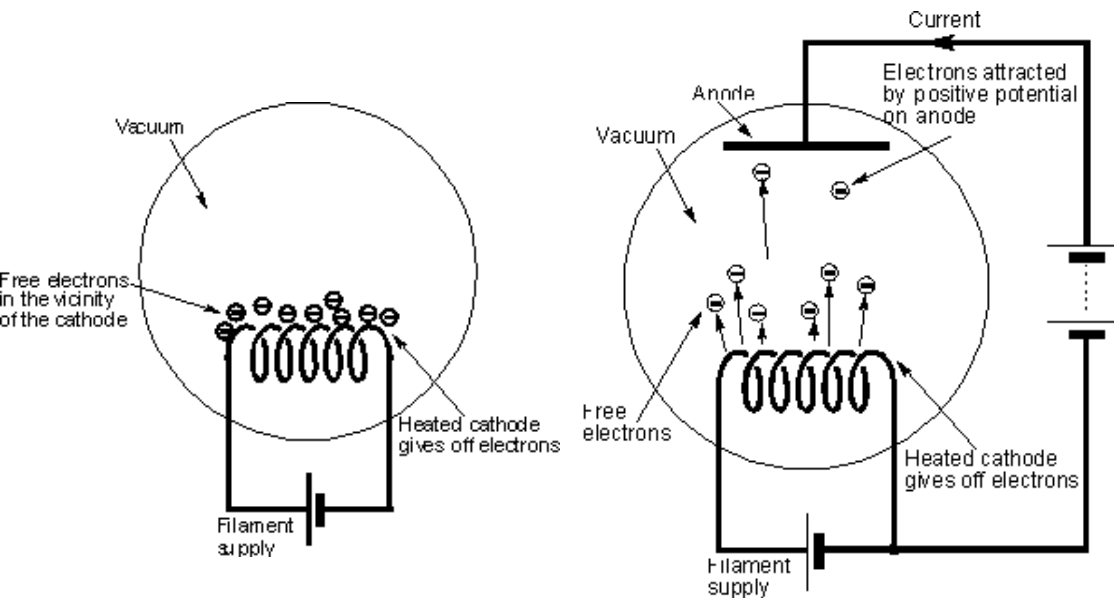 Vacuum
Free electrons
in the vicinity
of the cathode
Heated cathode
gives off electrons
Filament
supply
Current
Electrons attracted
by positive potential
on anode
Anode
Vacuum
Free
electrons
Heated cathode
gives off electrons
Filament
supply